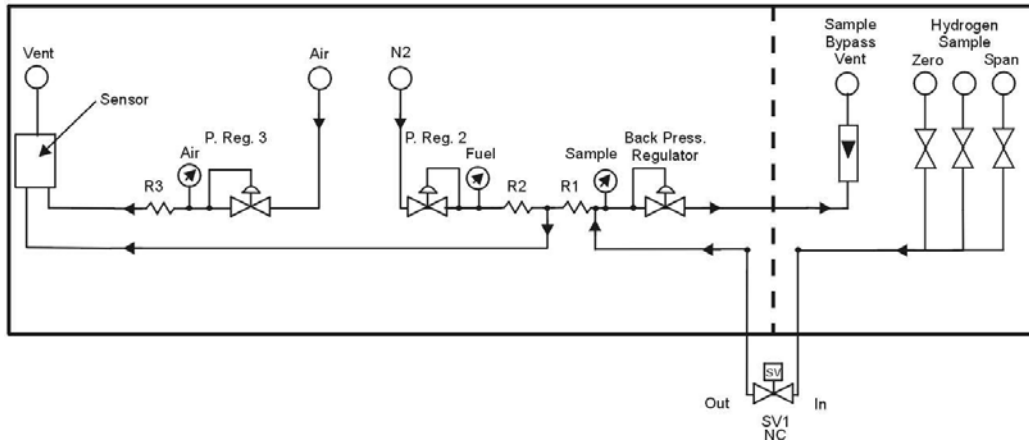 Sample
Bypass
Vent
Hydrogen
Sample
Zero
Span
Vent
Air
N2
Sensor
P. Reg. 3
P. Reg. 2
Back Press.
Regulator
Air
Fuel
Sample
R3
R2
R1
SV
Out
In
SV1
NC